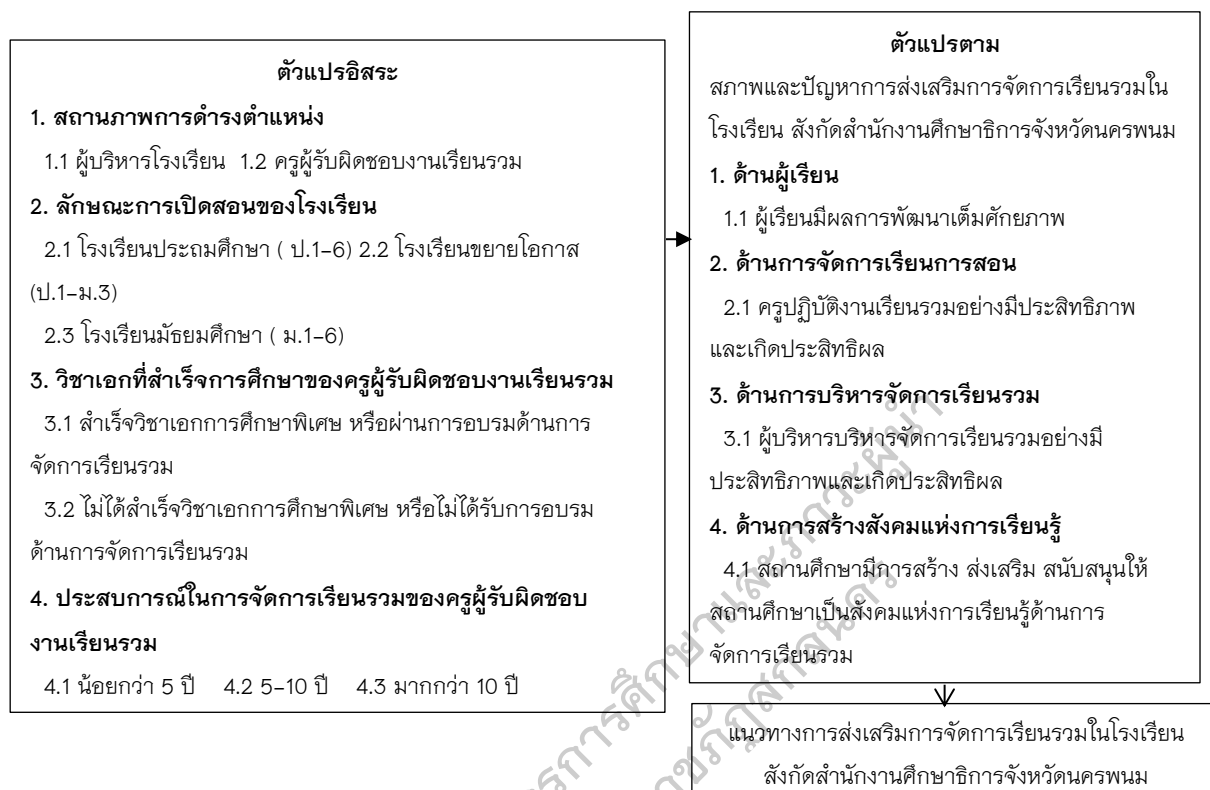 ตัวแปรอิสระ
1. สถานภาพการดำรงตำแหน่ง
1.1 ผู้บริหารโรงเรียน 1.2 ครูผู้รับผิดชอบงานเรียนรวม
2. ลักษณะการเปิดสอนของโรงเรียน
2.1 โรงเรียนประถมศึกษา ( ป.1–6) 2.2 โรงเรียนขยายโอกาส
(ป.1–ม.3)
2.3 โรงเรียนมัธยมศึกษา ( ม.1–6)
3. วิชาเอกที่สำเร็จการศึกษาของครูผู้รับผิดชอบงานเรียนรวม
3.1 สำเร็จวิชาเอกการศึกษาพิเศษ หรือผ่านการอบรมด้านการ
จัดการเรียนรวม
3.2 ไม่ได้สำเร็จวิชาเอกการศึกษาพิเศษ หรือไม่ได้รับการอบรม
ด้านการจัดการเรียนรวม
4. ประสบการณ์ในการจัดการเรียนรวมของครูผู้รับผิดชอบ
งานเรียนรวม
4.1 น้อยกว่า 5 ปี 4.2 5–10 ปี 4.3 มากกว่า 10 ปี
ตัวแปรตาม
สภาพและปัญหาการส่งเสริมการจัดการเรียนรวมใน
โรงเรียน สังกัดสำนักงานศึกษาธิการจังหวัดนครพนม
1. ด้านผู้เรียน
1.1 ผู้เรียนมีผลการพัฒนาเต็มศักยภาพ
2. ด้านการจัดการเรียนการสอน
2.1 ครูปฏิบัติงานเรียนรวมอย่างมีประสิทธิภาพ
และเกิดประสิทธิผล
3. ด้านการบริหารจัดการเรียนรวม
3.1 ผู้บริหารบริหารจัดการเรียนรวมอย่างมี
ประสิทธิภาพและเกิดประสิทธิผล
4. ด้านการสร้างสังคมแห่งการเรียนรู้
4.1 สถานศึกษามีการสร้าง ส่งเสริม สนับสนุนให้
สถานศึกษาเป็นสังคมแห่งการเรียนรู้ด้านการ
จัดการเรียนรวม
แนวทางการส่งเสริมการจัดการเรียนรวมในโรงเรียน
สังกัดสำนักงานศึกษาธิการจังหวัดนครพนม